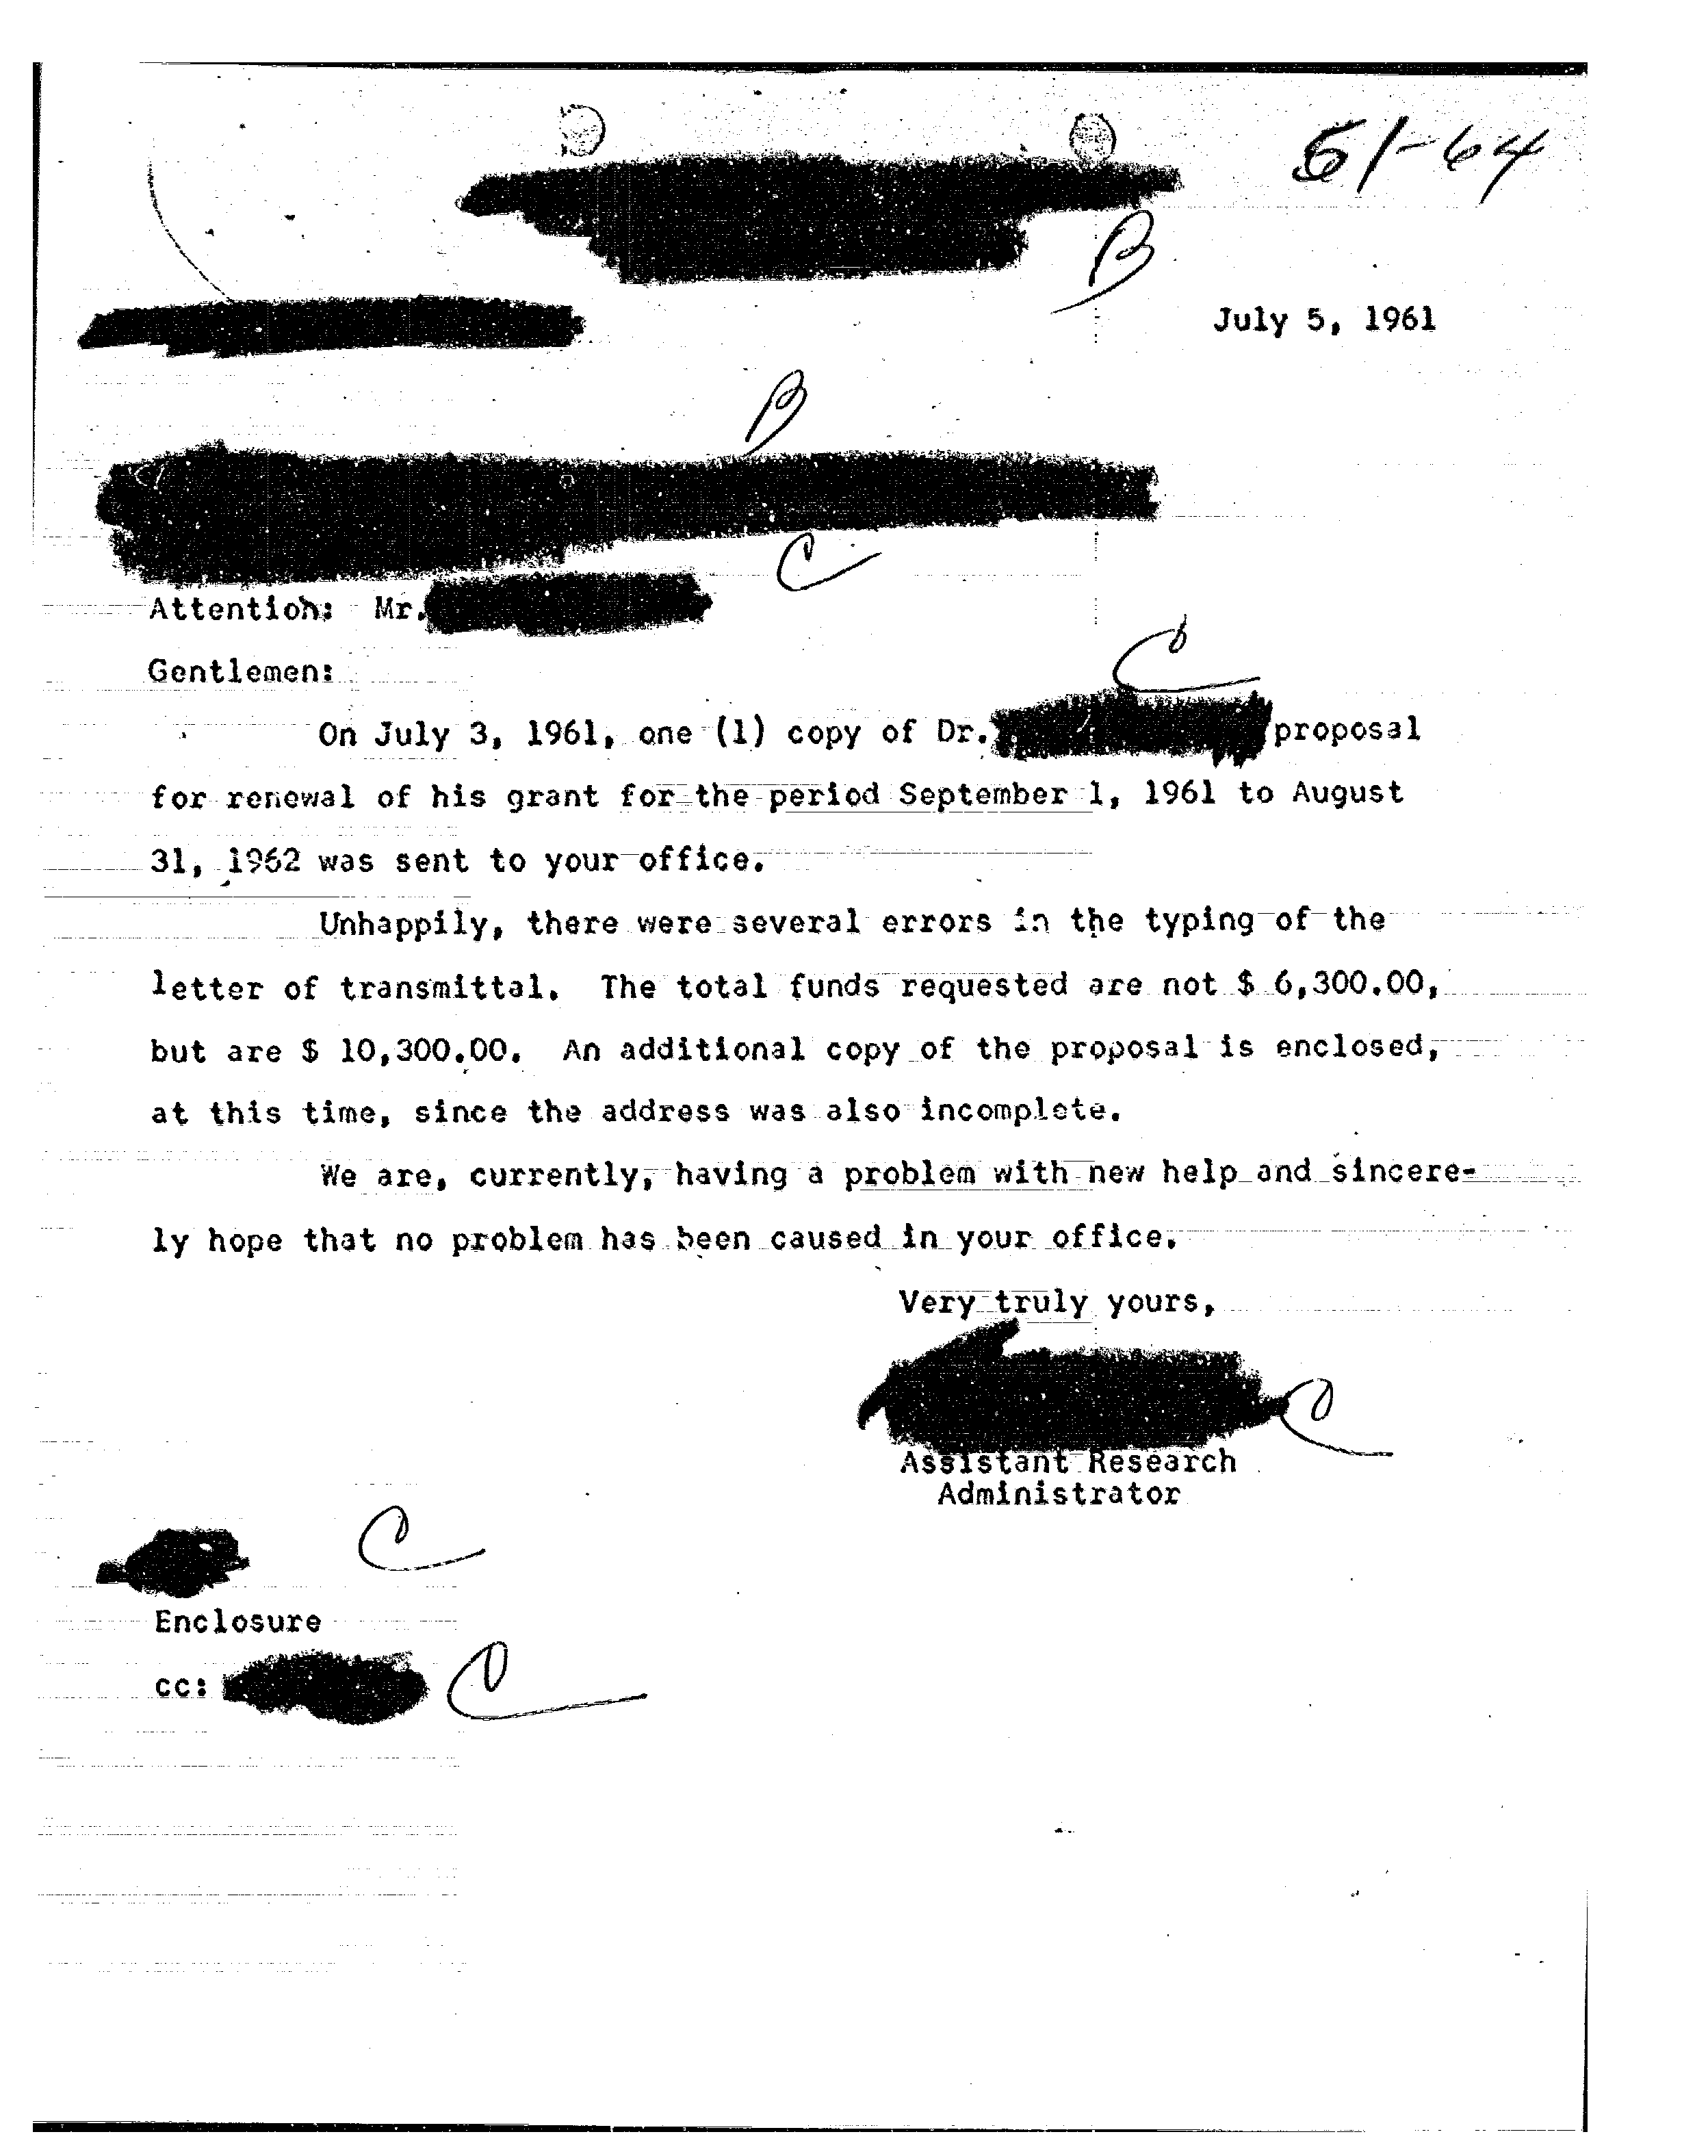 61-64
B
July 5, 1961
B
C
Attention: Mr.
Gentlemen:
C
On July 3, 1961, one (1) copy of Dr. proposal
for renewal of his grant for the period September 1, 1961 to August
31, 1962 was sent to your office.
Unhappily, there were several errors in the typing of the
letter of transmittal. The total funds requested are not $ 6,300.00,
but are $ 10,300.00. An additional copy of the proposal is enclosed,
at this time, since the address was also incomplete.
We are, currently, having a problem with new help and sincere-
ly hope that no problem has been caused in your office.
Very truly yours,
C
Assistant Research
Administrator
C
Enclosure
cc: C